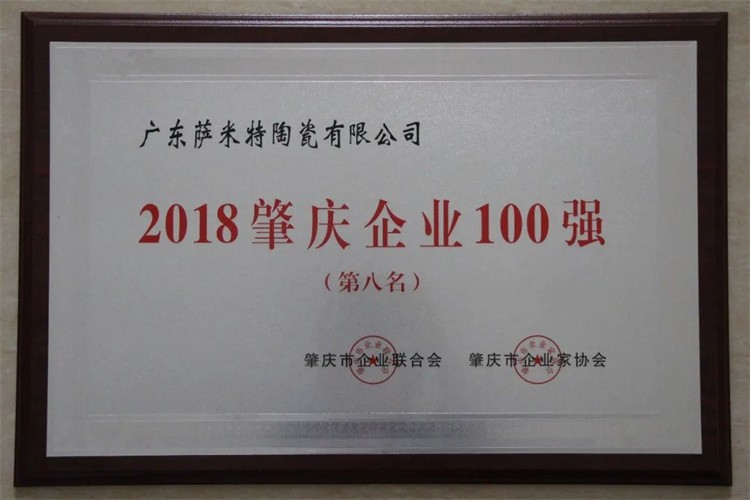 广东萨米特陶瓷有限公司
2018肇庆企业100强
（第八名）
肇庆市企业联合会 肇庆市企业家协会